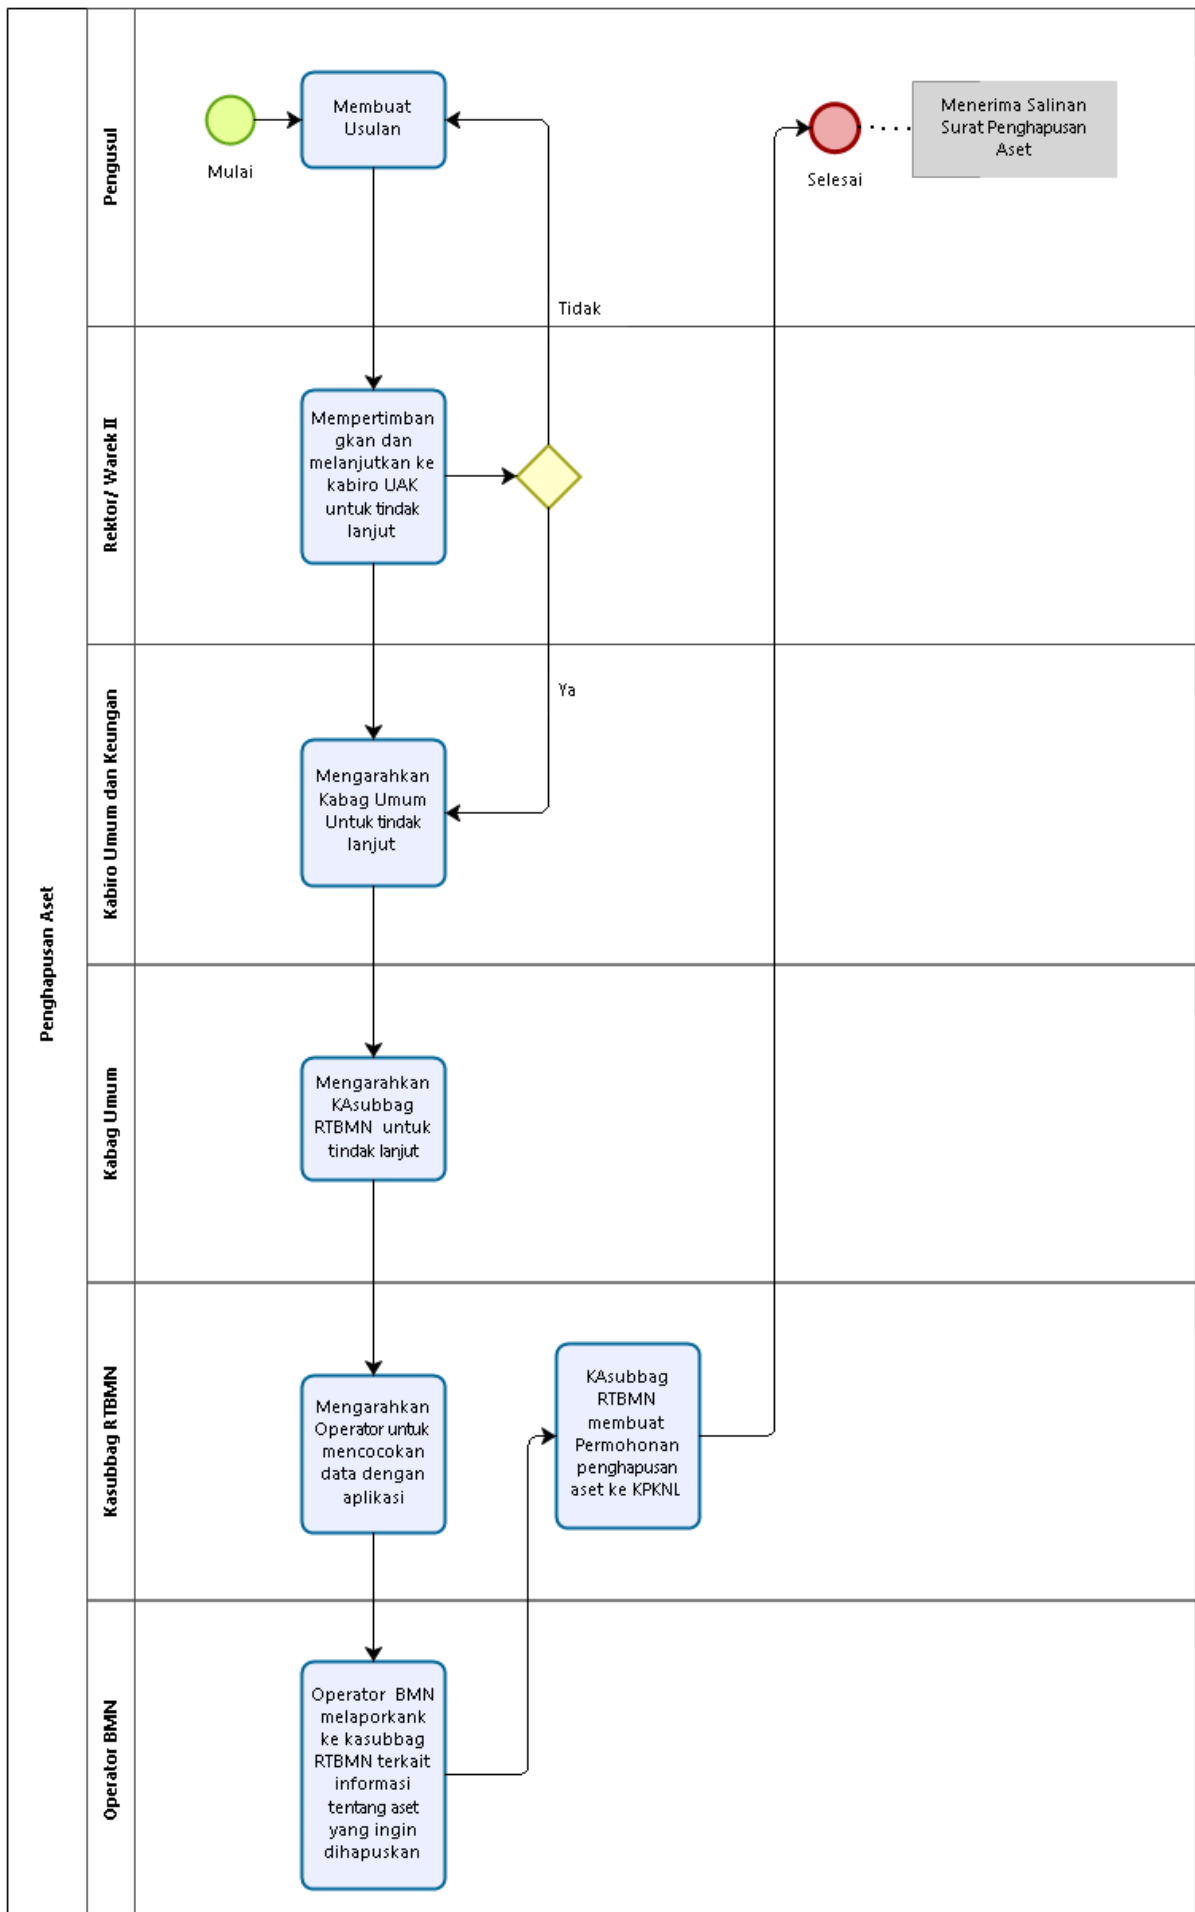 Penghapusan Aset
Pengusul
Mulai
Membuat
Usulan
Selesai
Menerima Salinan
Surat Penghapusan
Aset
Tidak
Rektor/ Warek II
Mempertimban
gkan dan
melanjutkan ke
kabiro UAK
untuk tindak
lanjut
Kabiro Umum dan Keungan
Ya
Mengarahkan
Kabag Umum
Untuk tindak
lanjut
Kabag Umum
Mengarahkan
KAsubbag
RTBMN untuk
tindak lanjut
Kasubbag RTBMN
Mengarahkan
Operator untuk
mencocokan
data dengan
aplikasi
KAsubbag
RTBMN
membuat
Permohonan
penghapusan
aset ke KPKNL
Operator BMN
Operator BMN
melaporkank
ke kasubbag
RTBMN terkait
informasi
tentang aset
yang ingin
dihapuskan